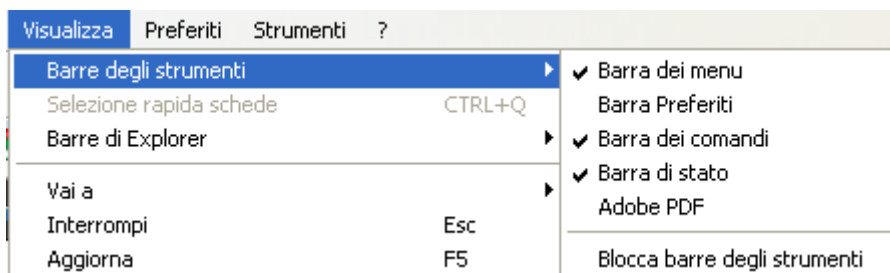 Visualizza Preferiti Strumenti ?
Barre degli strumenti
Selezione rapida schede CTRL+Q
Barre di Explorer
Vai a
Interrompi Esc
Aggiorna F5
Barra dei menu
Barra Preferiti
Barra dei comandi
Barra di stato
Adobe PDF
Blocca barre degli strumenti